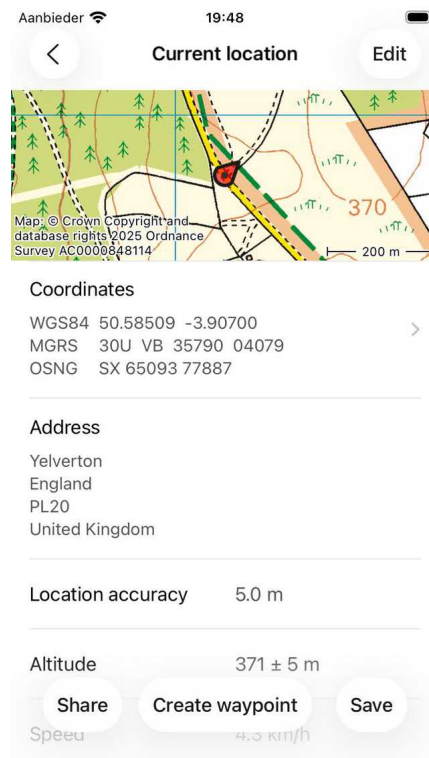 Aanbieder 19:48
Current location Edit
370
Map: © Crown Copyright and
database rights 2025 Ordnance
Survey AC0000848114
200 m
Coordinates
WGS84 50.58509 -3.90700
MGRS 30U VB 35790 04079
OSNG SX 65093 77887
Address
Yelverton
England
PL20
United Kingdom
Location accuracy 5.0 m
Altitude 371 ± 5 m
Share Create waypoint Save
Speed 4.3 km/h